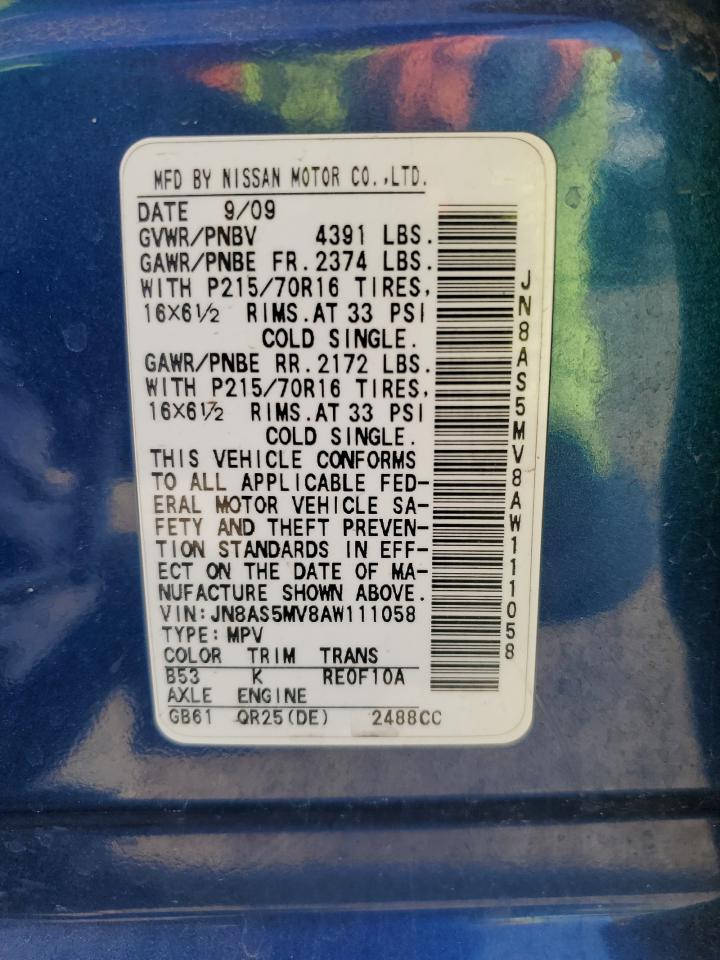 MFD BY NISSAN MOTOR CO.,LTD.
DATE 9/09
GVWR/PNBV 4391 LBS.
GAWR/PNBE FR.2374 LBS.
WITH P215/70R16 TIRES,
16X6½ RIMS.AT 33 PSI
COLD SINGLE.
GAWR/PNBE RR.2172 LBS.
WITH P215/70R16 TIRES,
16X6½ RIMS.AT 33 PSI
COLD SINGLE.
THIS VEHICLE CONFORMS
TO ALL APPLICABLE FED-
ERAL MOTOR VEHICLE SA-
FETY AND THEFT PREVEN-
TION STANDARDS IN EFF-
ECT ON THE DATE OF MA-
NUFACTURE SHOWN ABOVE.
VIN:JN8AS5MV8AW111058
TYPE:MPV
COLOR TRIM TRANS
B53 K RE0F10A
AXLE ENGINE
GB61 QR25(DE) 2488CC
JN8AS5MV8AW111058